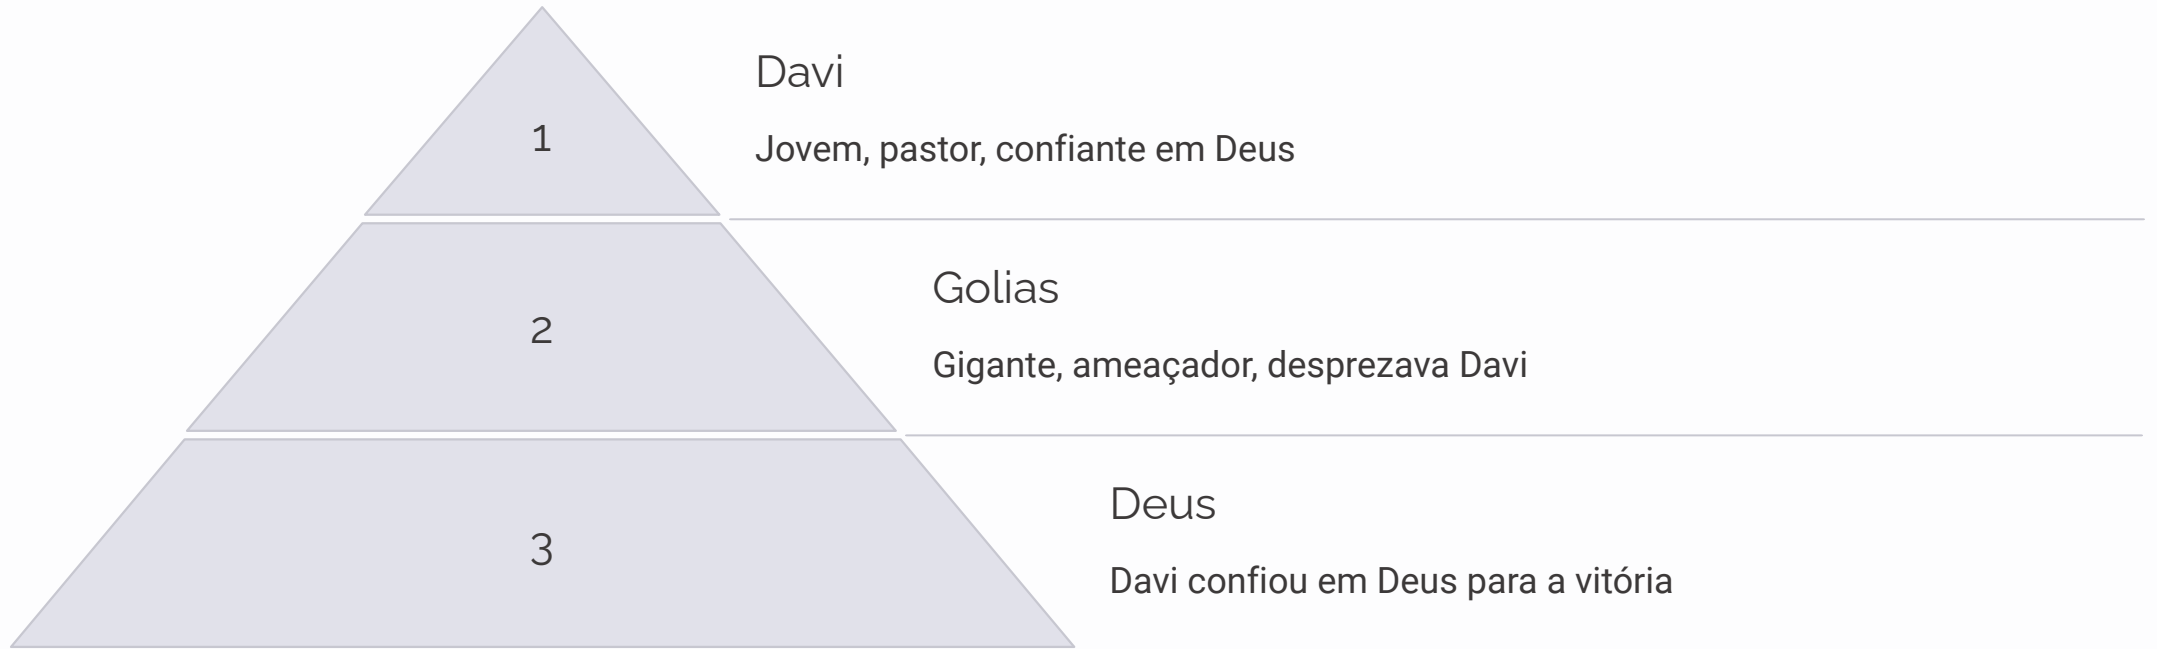 1
Davi
Jovem, pastor, confiante em Deus
2
Golias
Gigante, ameaçador, desprezava Davi
3
Deus
Davi confiou em Deus para a vitória